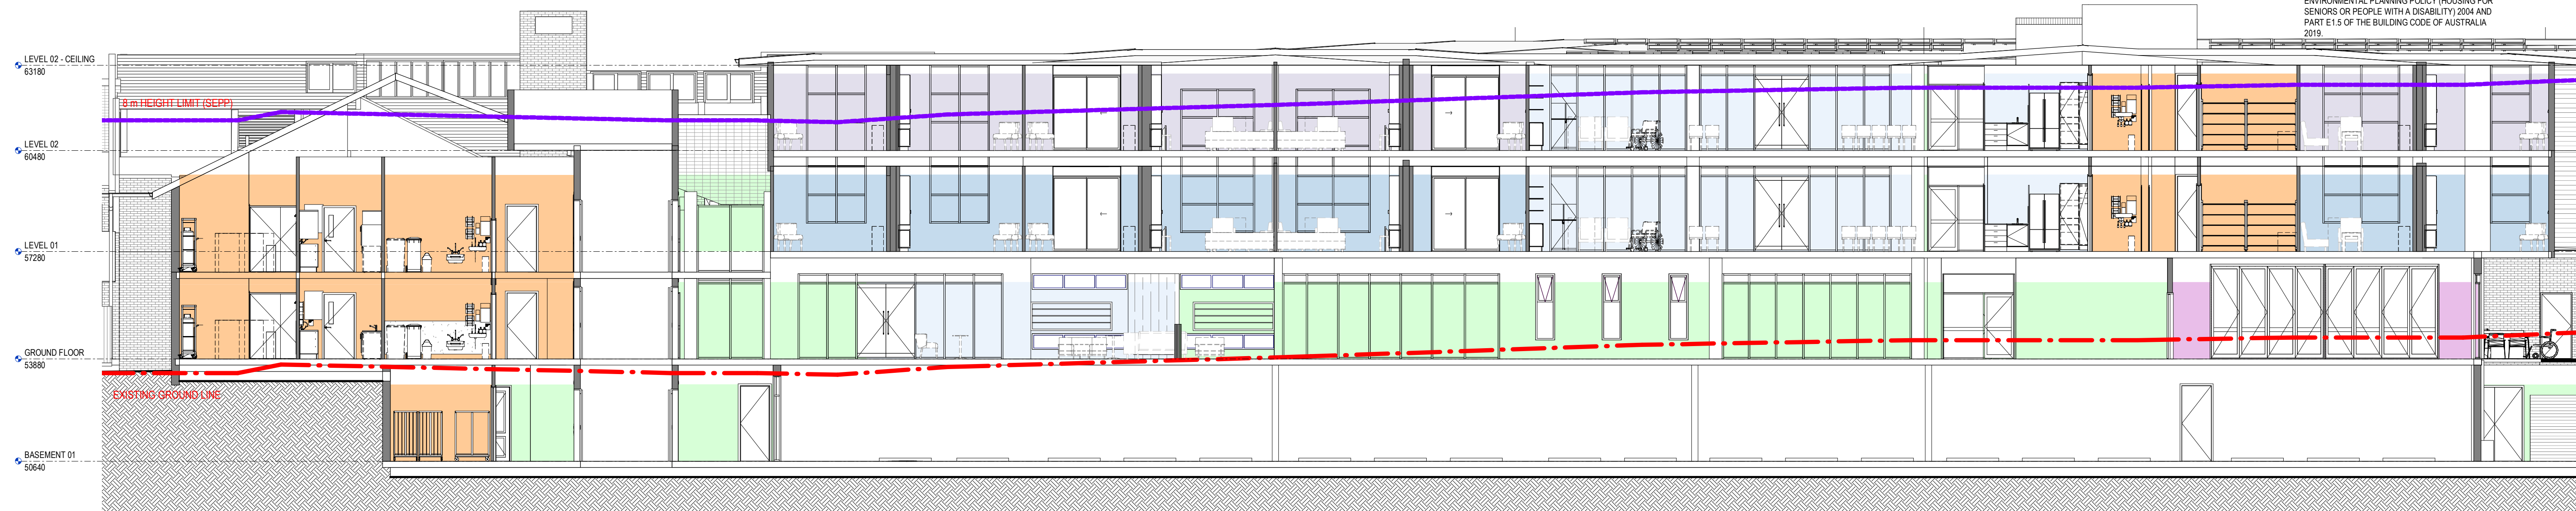 ENVIRONMENTAL PLANNING POLICY (HOUSING FOR
SENIORS OR PEOPLE WITH A DISABILITY) 2004 AND
PART E1.5 OF THE BUILDING CODE OF AUSTRALIA
2019.
LEVEL 02 - CEILING
63180
8 m HEIGHT LIMIT (SEPP)
LEVEL 02
60480
LEVEL 01
57280
GROUND FLOOR
53880
EXISTING GROUND LINE
BASEMENT 01
50640